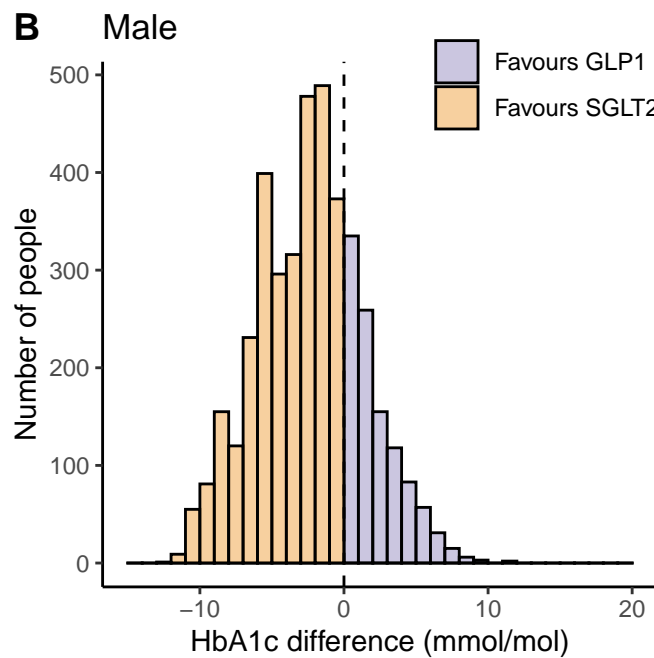 B Male
Favours GLP1
Favours SGLT2
500
400
300
200
100
0
Number of people
−10 0 10 20
HbA1c difference (mmol/mol)